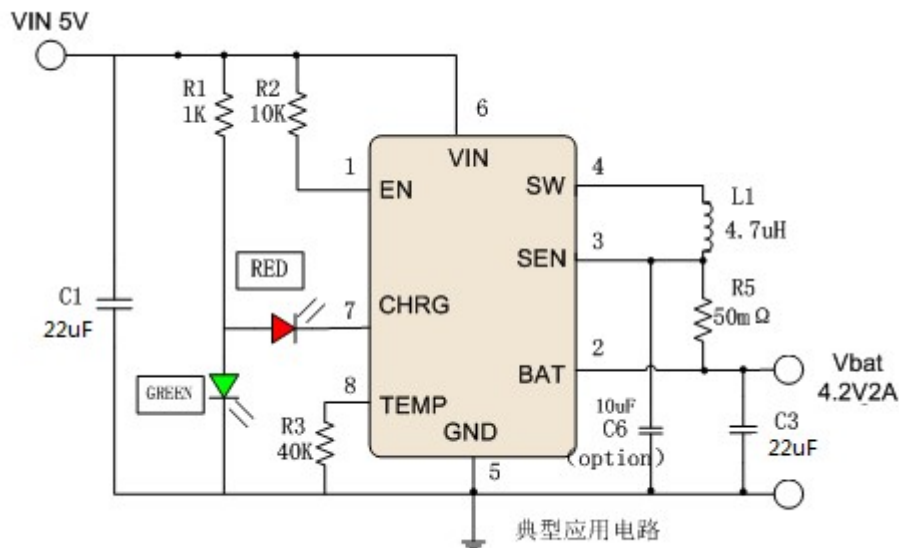 VIN 5V
R1
1K
R2
10K
6
VIN
1
EN
SW
4
L1
4.7uH
SEN
3
RED
C1
22uF
7
CHRG
R5
50mΩ
BAT
2
Vbat
4.2V2A
GREEN
8
TEMP
R3
40K
GND
5
10uF
C6
(option)
C3
22uF
典型应用电路